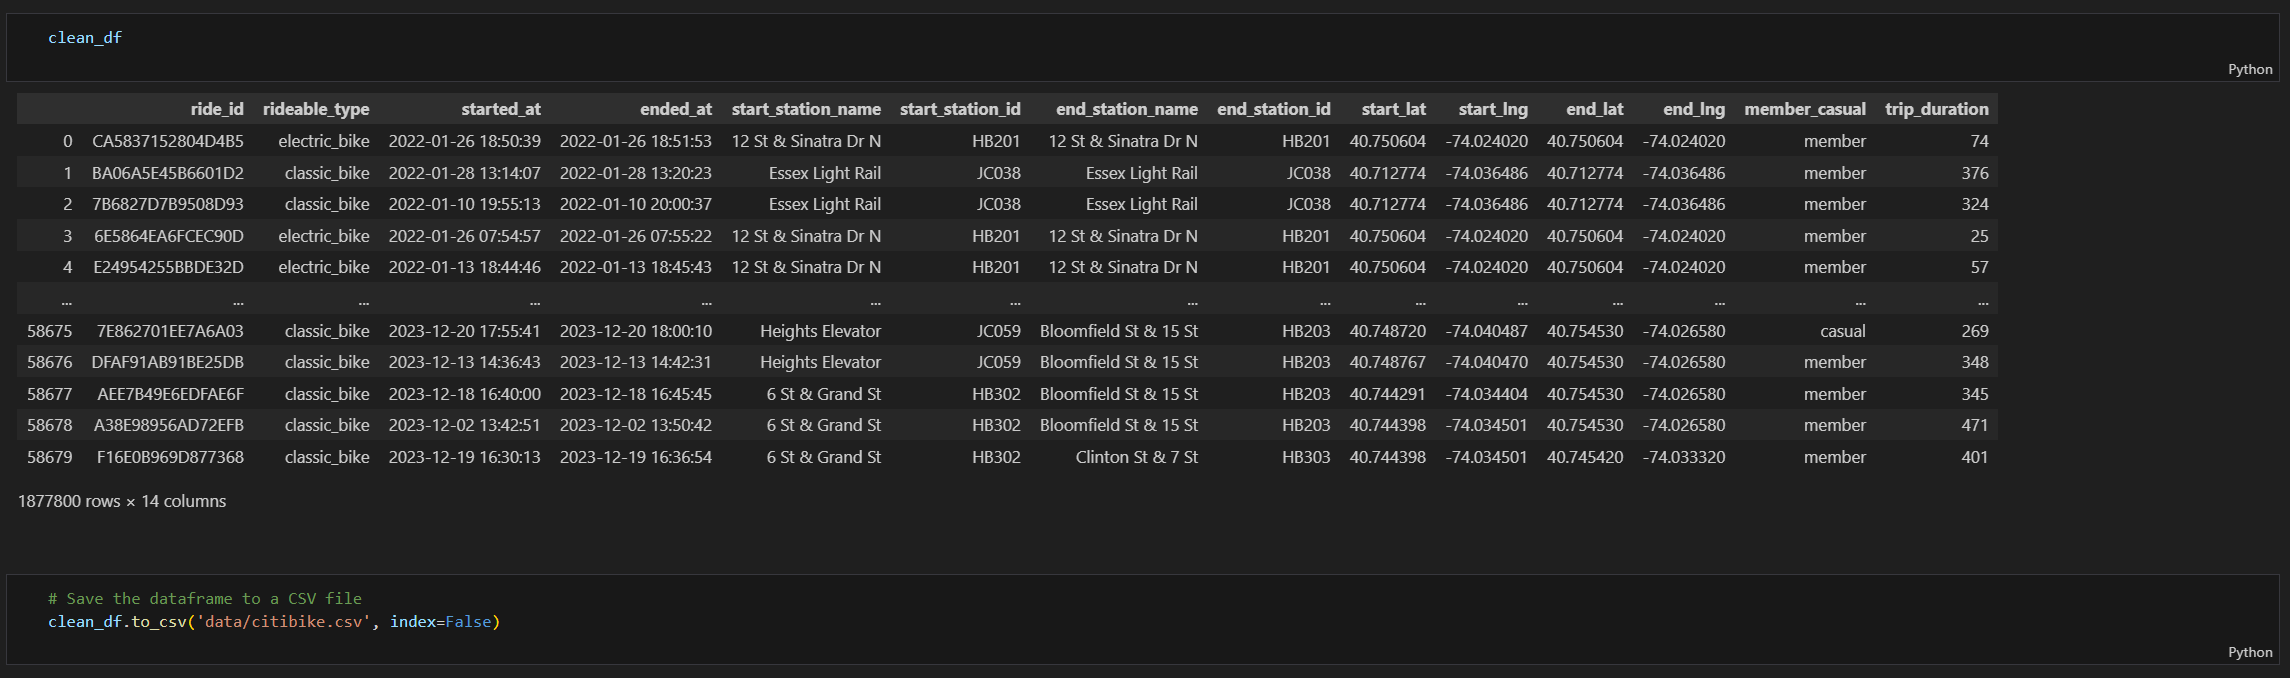 clean_df
Python
ride_id rideable_type started_at ended_at start_station_name start_station_id end_station_name end_station_id start_lat start_lng end_lat end_lng member_casual trip_duration
0 CA5837152804D4B5 electric_bike 2022-01-26 18:50:39 2022-01-26 18:51:53 12 St & Sinatra Dr N HB201 12 St & Sinatra Dr N HB201 40.750604 -74.024020 40.750604 -74.024020 member 74
1 BA06A5E45B6601D2 classic_bike 2022-01-28 13:14:07 2022-01-28 13:20:23 Essex Light Rail JC038 Essex Light Rail JC038 40.712774 -74.036486 40.712774 -74.036486 member 376
2 7B6827D7B9508D93 classic_bike 2022-01-10 19:55:13 2022-01-10 20:00:37 Essex Light Rail JC038 Essex Light Rail JC038 40.712774 -74.036486 40.712774 -74.036486 member 324
3 6E5864EA6FCEC90D electric_bike 2022-01-26 07:54:57 2022-01-26 07:55:22 12 St & Sinatra Dr N HB201 12 St & Sinatra Dr N HB201 40.750604 -74.024020 40.750604 -74.024020 member 25
4 E24954255BBDE32D electric_bike 2022-01-13 18:44:46 2022-01-13 18:45:43 12 St & Sinatra Dr N HB201 12 St & Sinatra Dr N HB201 40.750604 -74.024020 40.750604 -74.024020 member 57
... ... ... ... ... ... ... ... ... ... ... ... ... ... ...
58675 7E862701EE7A6A03 classic_bike 2023-12-20 17:55:41 2023-12-20 18:00:10 Heights Elevator JC059 Bloomfield St & 15 St HB203 40.748720 -74.040487 40.754530 -74.026580 casual 269
58676 DFAF91AB91BE25DB classic_bike 2023-12-13 14:36:43 2023-12-13 14:42:31 Heights Elevator JC059 Bloomfield St & 15 St HB203 40.748767 -74.040470 40.754530 -74.026580 member 348
58677 AEE7B49E6EDFAE6F classic_bike 2023-12-18 16:40:00 2023-12-18 16:45:45 6 St & Grand St HB302 Bloomfield St & 15 St HB203 40.744291 -74.034404 40.754530 -74.026580 member 345
58678 A38E98956AD72EFB classic_bike 2023-12-02 13:42:51 2023-12-02 13:50:42 6 St & Grand St HB302 Bloomfield St & 15 St HB203 40.744398 -74.034501 40.754530 -74.026580 member 471
58679 F16E0B969D877368 classic_bike 2023-12-19 16:30:13 2023-12-19 16:36:54 6 St & Grand St HB302 Clinton St & 7 St HB303 40.744398 -74.034501 40.745420 -74.033320 member 401
1877800 rows × 14 columns
# Save the dataframe to a CSV file
clean_df.to_csv('data/citibike.csv', index=False)
Python